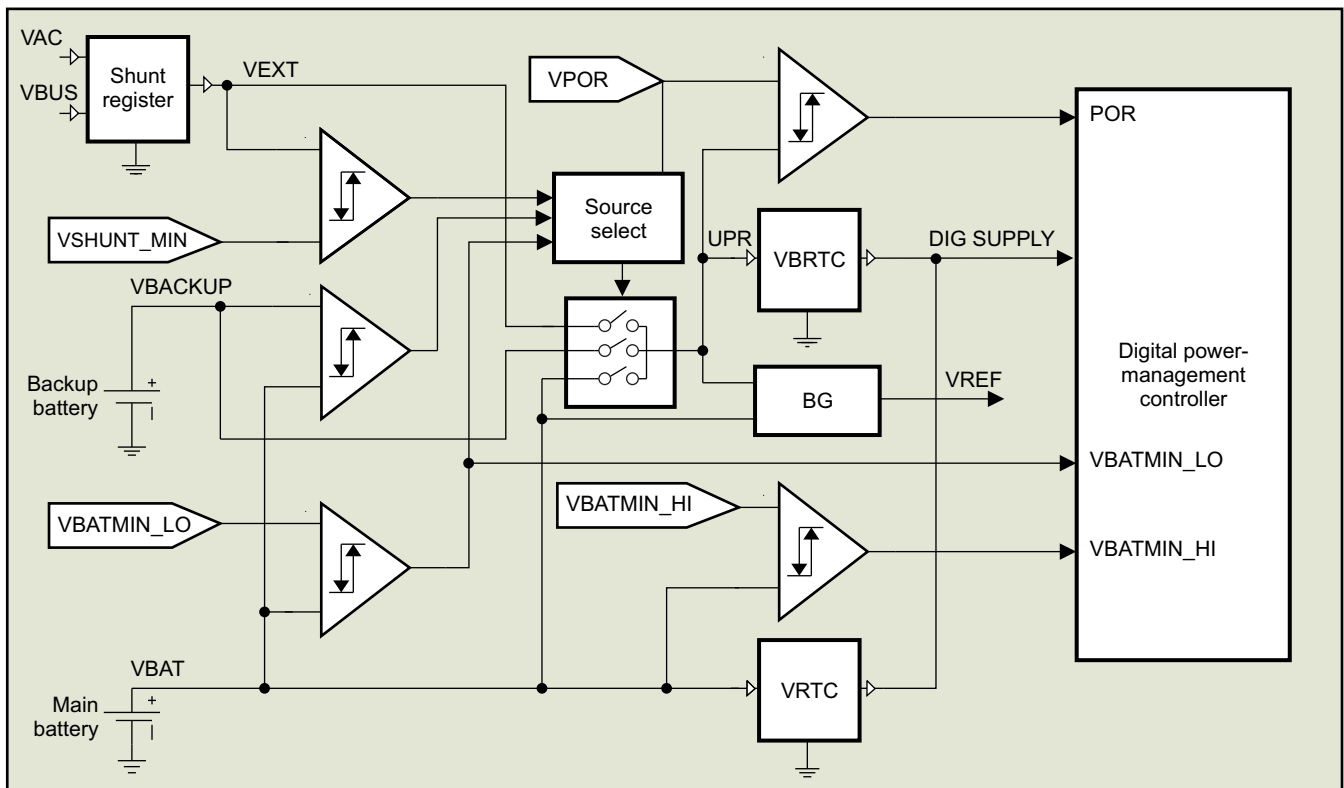 VAC
VBUS
Shunt
register
VEXT
VPOR
POR
VSHUNT_MIN
Source
select
UPR
VBRTC
DIG SUPPLY
VBACKUP
Backup
battery
+
Digital power-
management
controller
BG
VREF
VBATMIN_LO
VBATMIN_HI
VBATMIN_LO
VBATMIN_HI
VBAT
Main
battery
+
VRTC